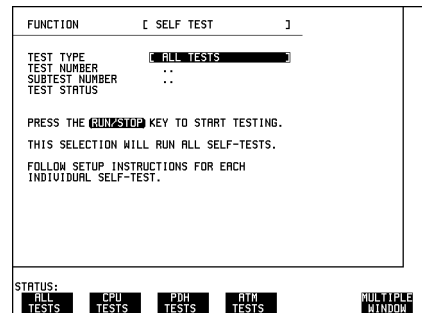 FUNCTION [ SELF TEST ]
TEST TYPE [ ALL TESTS ]
TEST NUMBER ..
SUBTEST NUMBER ..
TEST STATUS
PRESS THE RUN/STOP KEY TO START TESTING.
THIS SELECTION WILL RUN ALL SELF-TESTS.
FOLLOW SETUP INSTRUCTIONS FOR EACH
INDIVIDUAL SELF-TEST.
STATUS:
ALL TESTS CPU TESTS PDH TESTS ATM TESTS MULTIPLE WINDOW